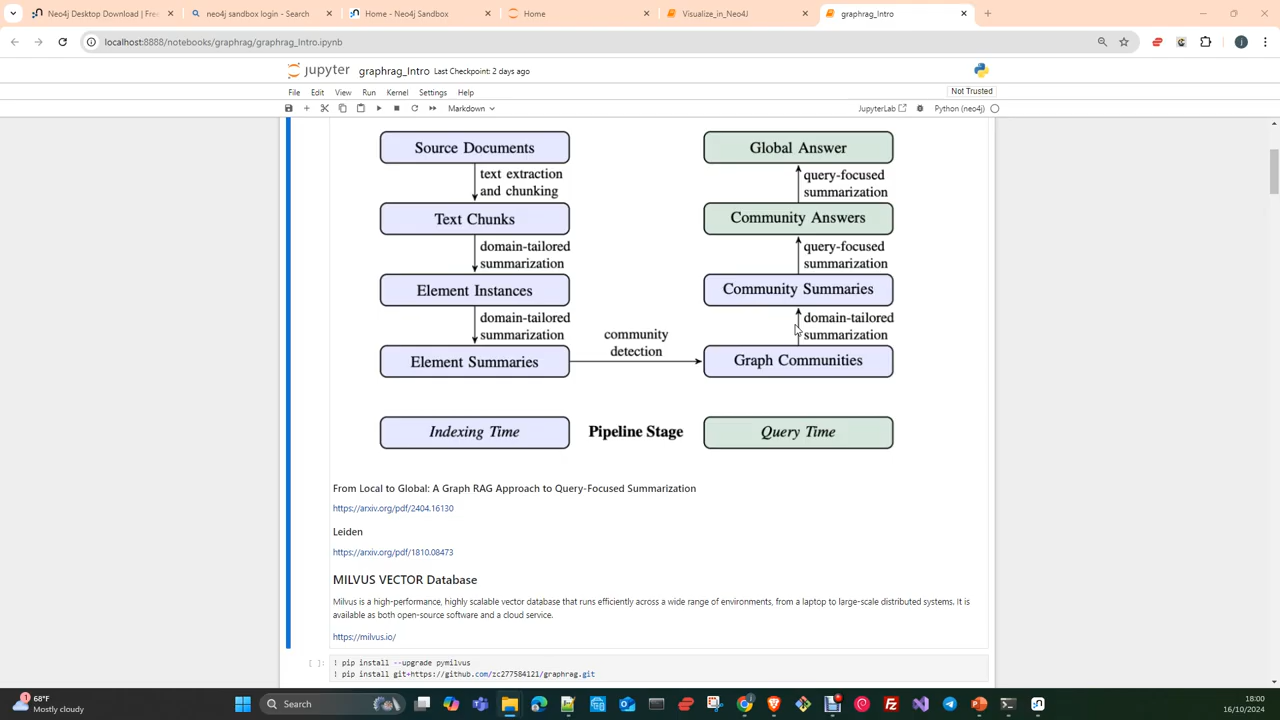 Neo4j Desktop Download | Free
neo4j sandbox login - Search
Home - Neo4j Sandbox
Home
Visualize_in_Neo4J
graphrag_Intro
localhost:8888/notebooks/graphrag/graphrag_Intro.ipynb
jupyter graphrag_Intro Last Checkpoint: 2 days ago
File Edit View Run Kernel Settings Help
Not Trusted
Markdown
JupyterLab
Python (neo4j)
Source Documents
text extraction
and chunking
Text Chunks
domain-tailored
summarization
Element Instances
domain-tailored
summarization
Element Summaries
community
detection
Global Answer
query-focused
summarization
Community Answers
query-focused
summarization
Community Summaries
domain-tailored
summarization
Graph Communities
Indexing Time
Pipeline Stage
Query Time
From Local to Global: A Graph RAG Approach to Query-Focused Summarization
https://arxiv.org/pdf/2404.16130
Leiden
https://arxiv.org/pdf/1810.08473
MILVUS VECTOR Database
Milvus is a high-performance, highly scalable vector database that runs efficiently across a wide range of environments, from a laptop to large-scale distributed systems. It is
available as both open-source software and a cloud service.
https://milvus.io/
[ ]:
! pip install --upgrade pymilvus
! pip install git+https://github.com/zc277584121/graphrag.git
68°F
Mostly cloudy
Search
18:00
16/10/2024